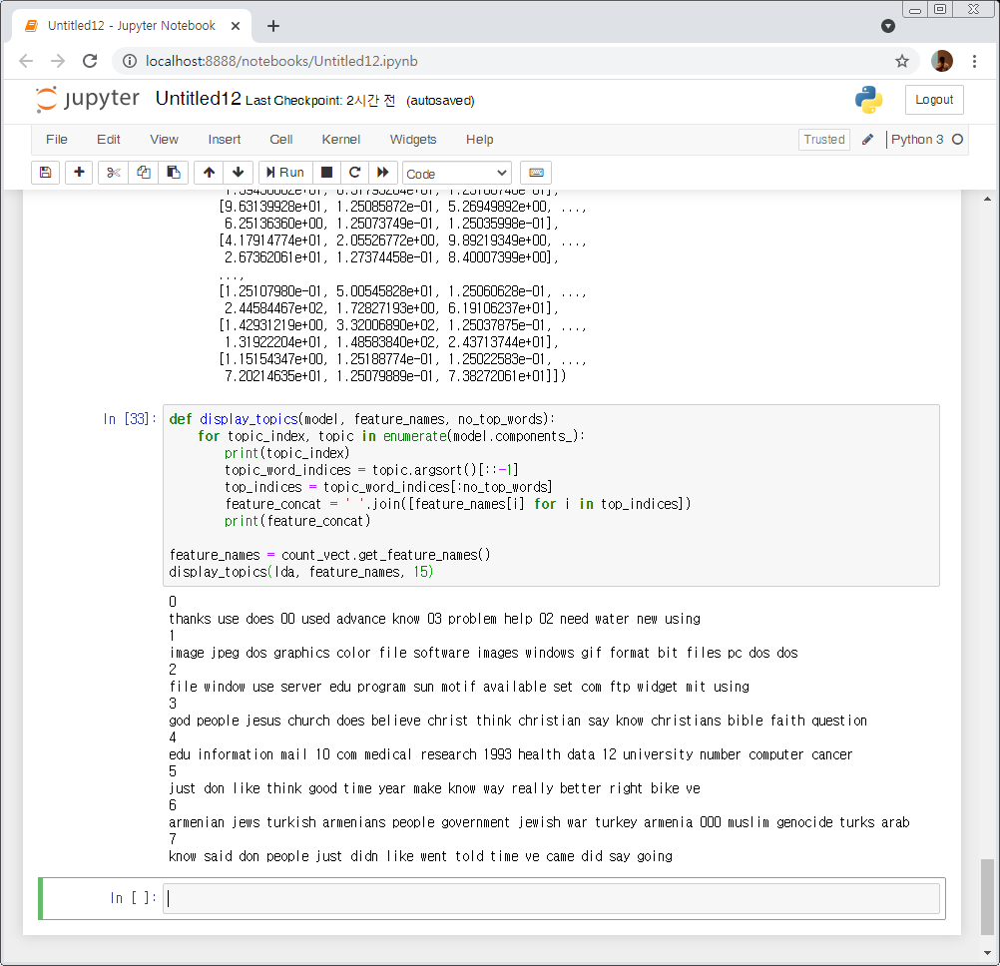 Untitled12 - Jupyter Notebook
localhost:8888/notebooks/Untitled12.ipynb
jupyter Untitled12 Last Checkpoint: 2시간 전 (autosaved)
Logout
File Edit View Insert Cell Kernel Widgets Help Trusted Python 3
Run Code
[9.63139928e+01, 1.25085872e-01, 5.26949892e+00, ...,
6.25136360e+00, 1.25073749e-01, 1.25035998e-01],
[4.17914774e+01, 2.05526772e+00, 9.89219349e+00, ...,
2.67362061e+01, 1.27374458e-01, 8.40007399e+00],
...,
[1.25107980e-01, 5.00545828e+01, 1.25060628e-01, ...,
2.44584467e+02, 1.72827193e+00, 6.19106237e+01],
[1.42931219e+00, 3.32006890e+02, 1.25037875e-01, ...,
1.31922204e+01, 1.48583840e+02, 2.43713744e+01],
[1.15154347e+00, 1.25188774e-01, 1.25022583e-01, ...,
7.20214635e+01, 1.25079889e-01, 7.38272061e+01]])
In [33]: def display_topics(model, feature_names, no_top_words):
for topic_index, topic in enumerate(model.components_):
print(topic_index)
topic_word_indices = topic.argsort()[::-1]
top_indices = topic_word_indices[:no_top_words]
feature_concat = ' '.join([feature_names[i] for i in top_indices])
print(feature_concat)
feature_names = count_vect.get_feature_names()
display_topics(lda, feature_names, 15)
0
thanks use does 00 used advance know 03 problem help 02 need water new using
1
image jpeg dos graphics color file software images windows gif format bit files pc dos dos
2
file window use server edu program sun motif available set com ftp widget mit using
3
god people jesus church does believe christ think christian say know christians bible faith question
4
edu information mail 10 com medical research 1993 health data 12 university number computer cancer
5
just don like think good time year make know way really better right bike ve
6
armenian jews turkish armenians people government jewish war turkey armenia 000 muslim genocide turks arab
7
know said don people just didn like went told time ve came did say going
In [ ]: